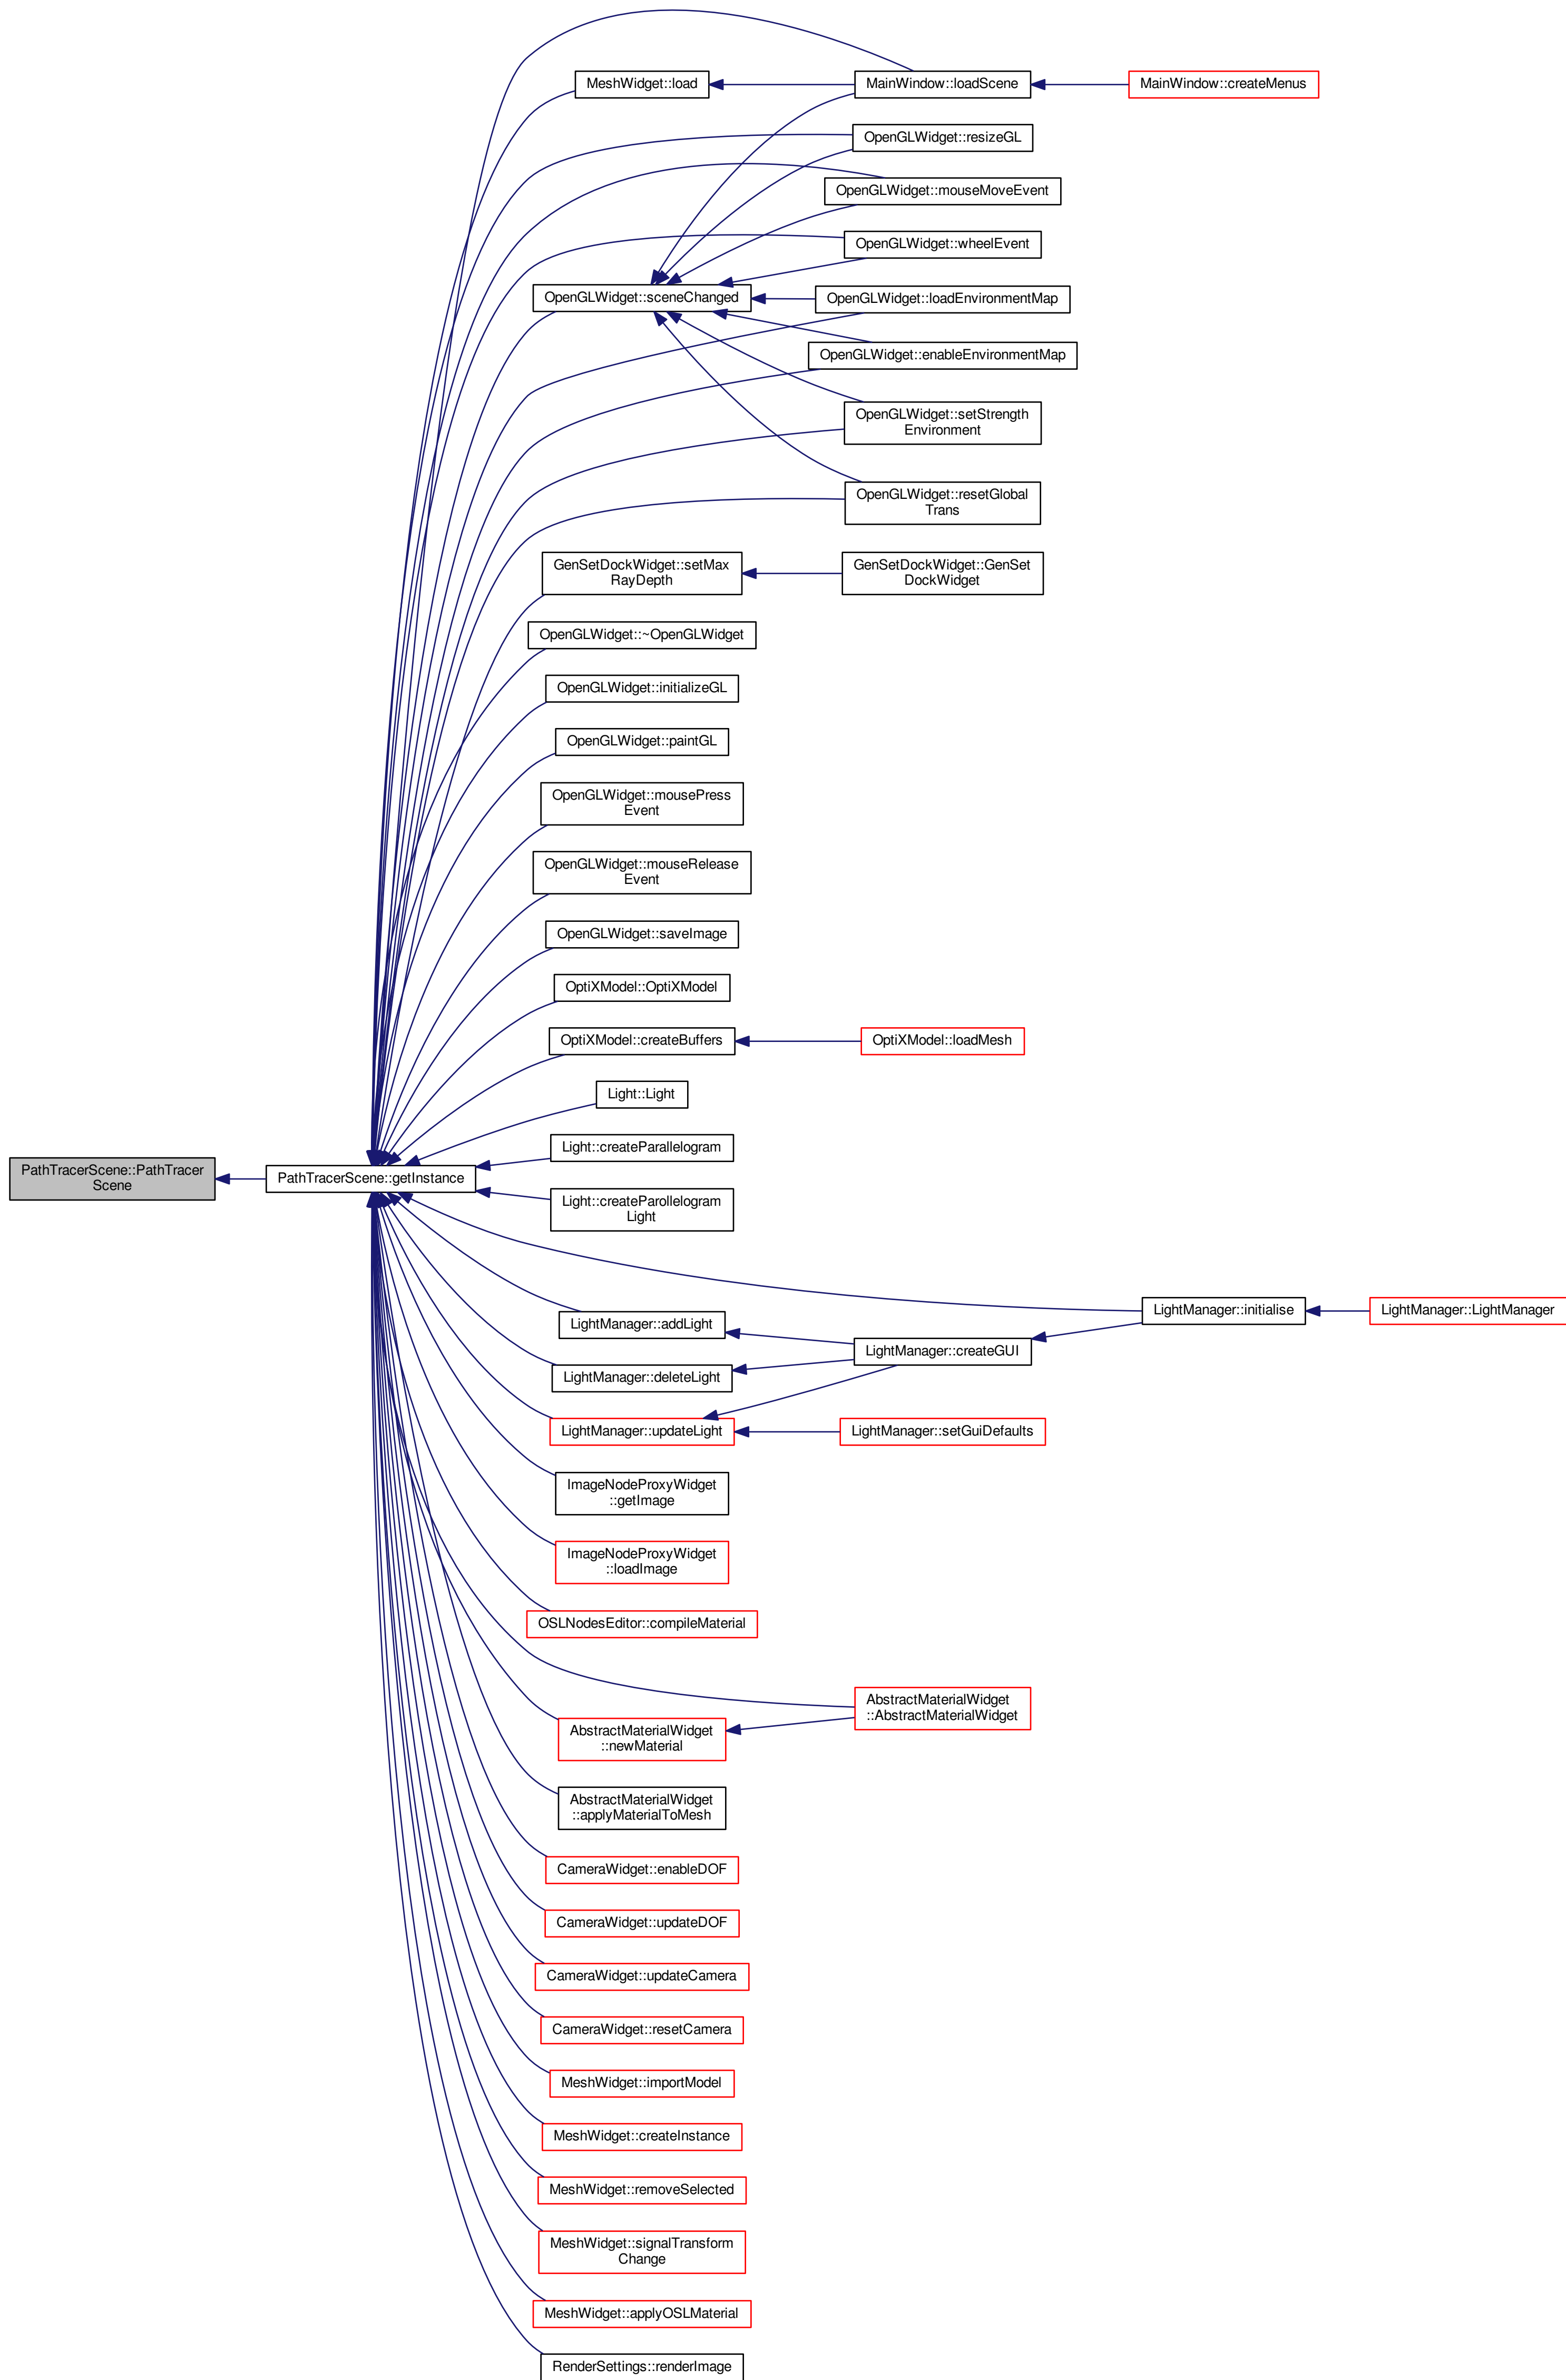 MeshWidget::load
MainWindow::loadScene
MainWindow::createMenus
OpenGLWidget::resizeGL
OpenGLWidget::mouseMoveEvent
OpenGLWidget::wheelEvent
OpenGLWidget::sceneChanged
OpenGLWidget::loadEnvironmentMap
OpenGLWidget::enableEnvironmentMap
OpenGLWidget::setStrength
Environment
OpenGLWidget::resetGlobal
Trans
GenSetDockWidget::setMax
RayDepth
GenSetDockWidget::GenSet
DockWidget
OpenGLWidget::~OpenGLWidget
OpenGLWidget::initializeGL
OpenGLWidget::paintGL
OpenGLWidget::mousePress
Event
OpenGLWidget::mouseRelease
Event
OpenGLWidget::saveImage
OptiXModel::OptiXModel
OptiXModel::createBuffers
OptiXModel::loadMesh
Light::Light
Light::createParallelogram
PathTracerScene::PathTracer
Scene
PathTracerScene::getInstance
Light::createParollelogram
Light
LightManager::initialise
LightManager::LightManager
LightManager::addLight
LightManager::createGUI
LightManager::deleteLight
LightManager::updateLight
LightManager::setGuiDefaults
ImageNodeProxyWidget
::getImage
ImageNodeProxyWidget
::loadImage
OSLNodesEditor::compileMaterial
AbstractMaterialWidget
::AbstractMaterialWidget
AbstractMaterialWidget
::newMaterial
AbstractMaterialWidget
::applyMaterialToMesh
CameraWidget::enableDOF
CameraWidget::updateDOF
CameraWidget::updateCamera
CameraWidget::resetCamera
MeshWidget::importModel
MeshWidget::createInstance
MeshWidget::removeSelected
MeshWidget::signalTransform
Change
MeshWidget::applyOSLMaterial
RenderSettings::renderImage